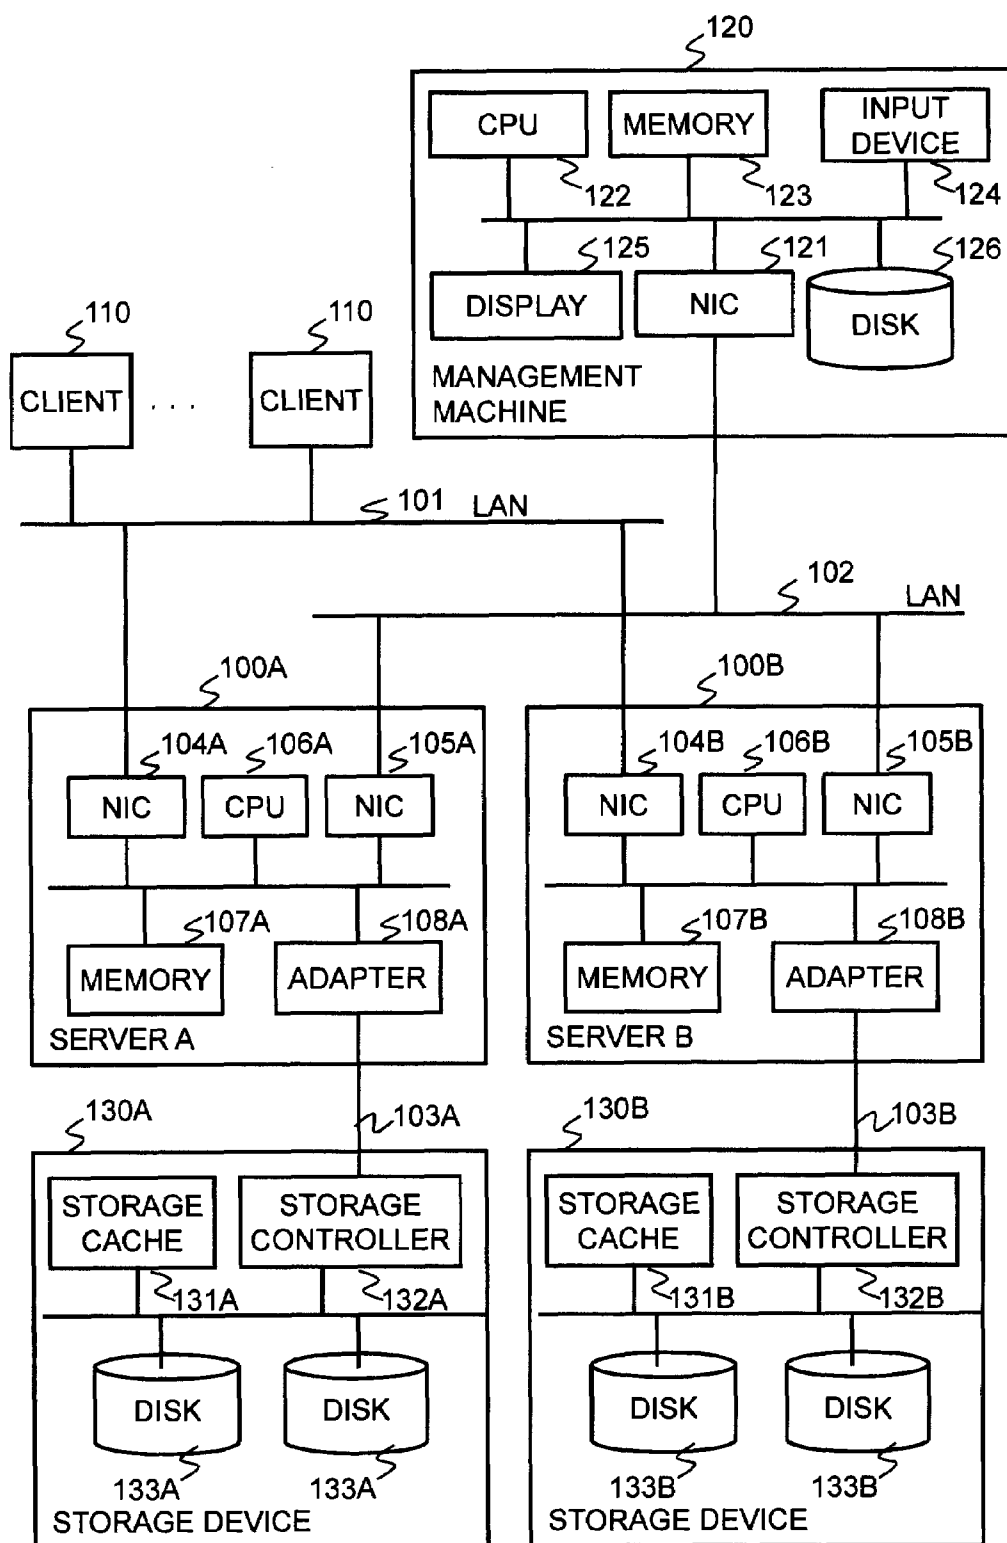 120
CPU
MEMORY
INPUT
DEVICE
122
123
124
125
121
126
DISPLAY
NIC
DISK
MANAGEMENT
MACHINE
110
110
CLIENT
. . .
CLIENT
101
LAN
102
LAN
100A
104A
106A
105A
NIC
CPU
NIC
107A
108A
MEMORY
ADAPTER
SERVER A
100B
104B
106B
105B
NIC
CPU
NIC
107B
108B
MEMORY
ADAPTER
SERVER B
130A
103A
STORAGE
CACHE
STORAGE
CONTROLLER
131A
132A
DISK
DISK
133A
133A
STORAGE DEVICE
130B
103B
STORAGE
CACHE
STORAGE
CONTROLLER
131B
132B
DISK
DISK
133B
133B
STORAGE DEVICE